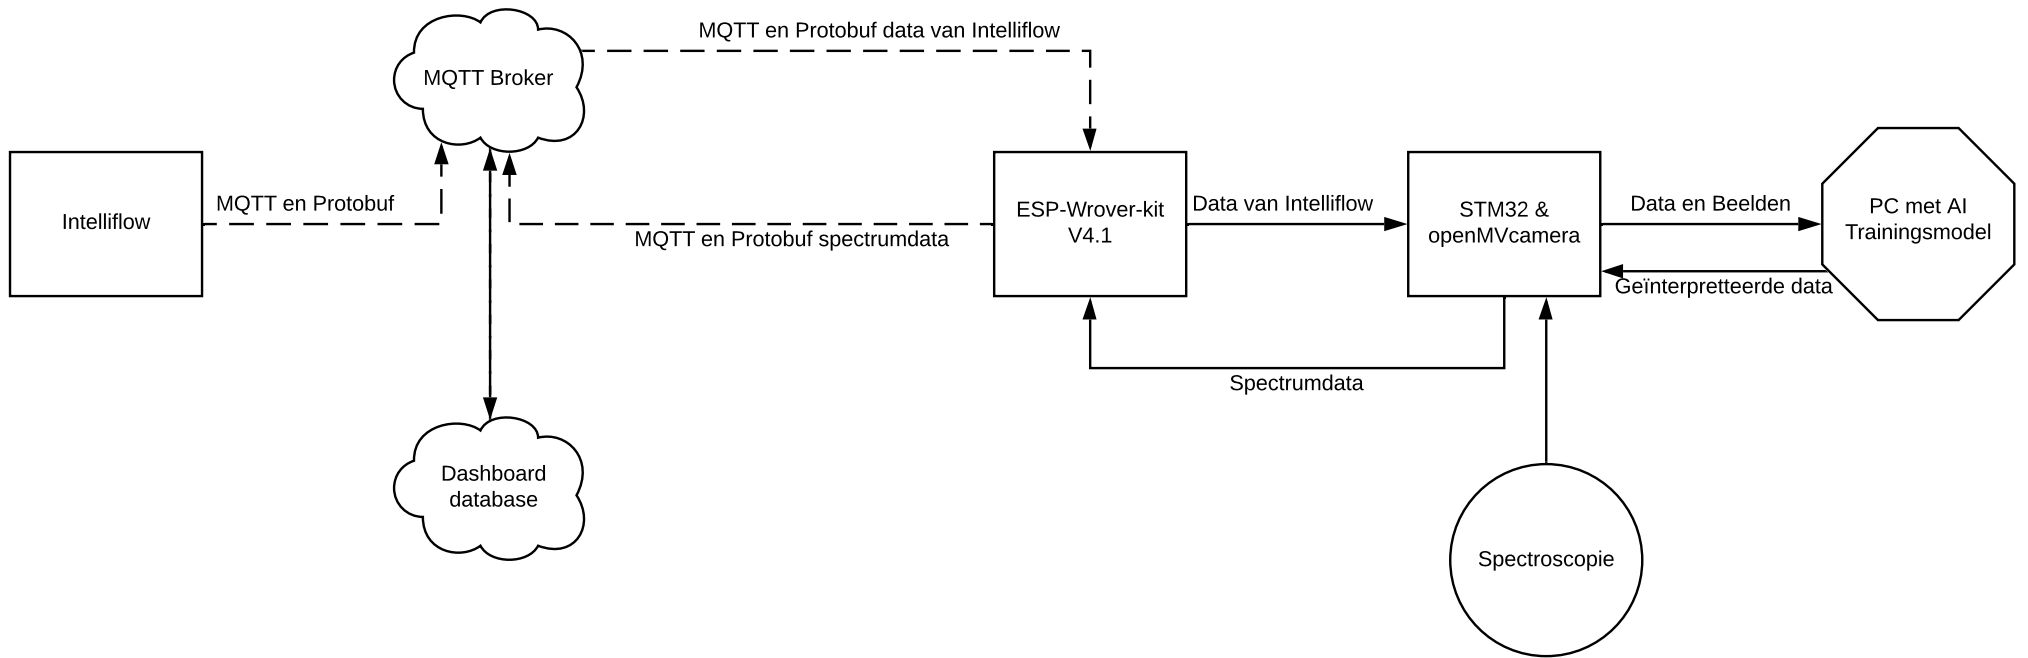 MQTT en Protobuf data van Intelliflow
MQTT Broker
Intelliflow
MQTT en Protobuf
MQTT en Protobuf spectrumdata
ESP-Wrover-kit
V4.1
Data van Intelliflow
STM32 &
openMVcamera
Data en Beelden
PC met AI
Trainingsmodel
Geïnterpretteerde data
Spectrumdata
Dashboard
database
Spectroscopie